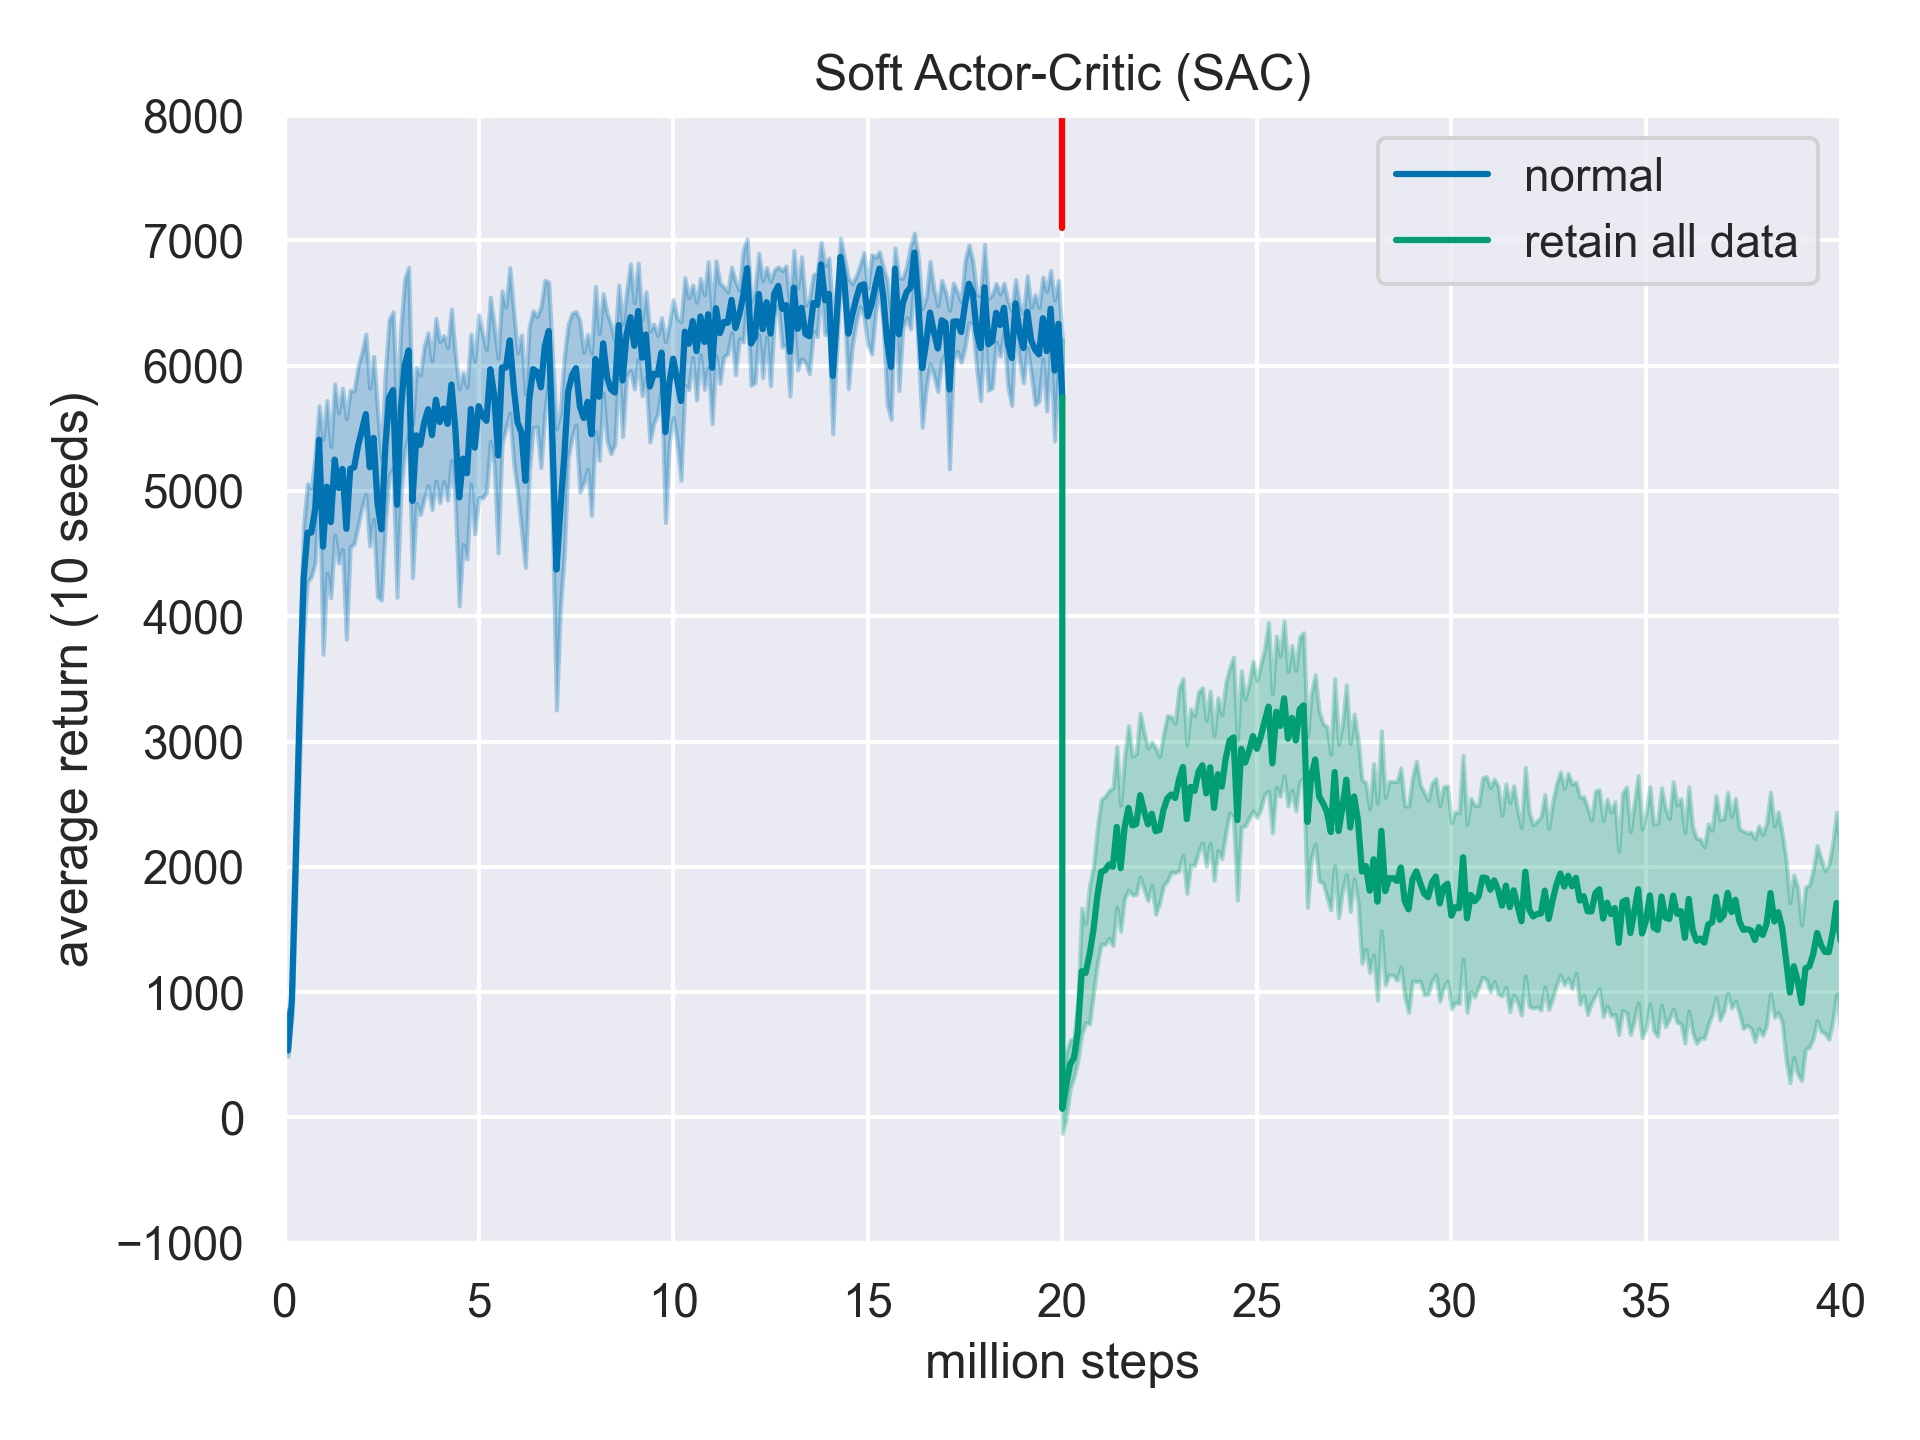 Soft Actor-Critic (SAC)
8000
7000
6000
5000
4000
3000
2000
1000
0
−1000
average return (10 seeds)
normal
retain all data
0 5 10 15 20 25 30 35 40
million steps